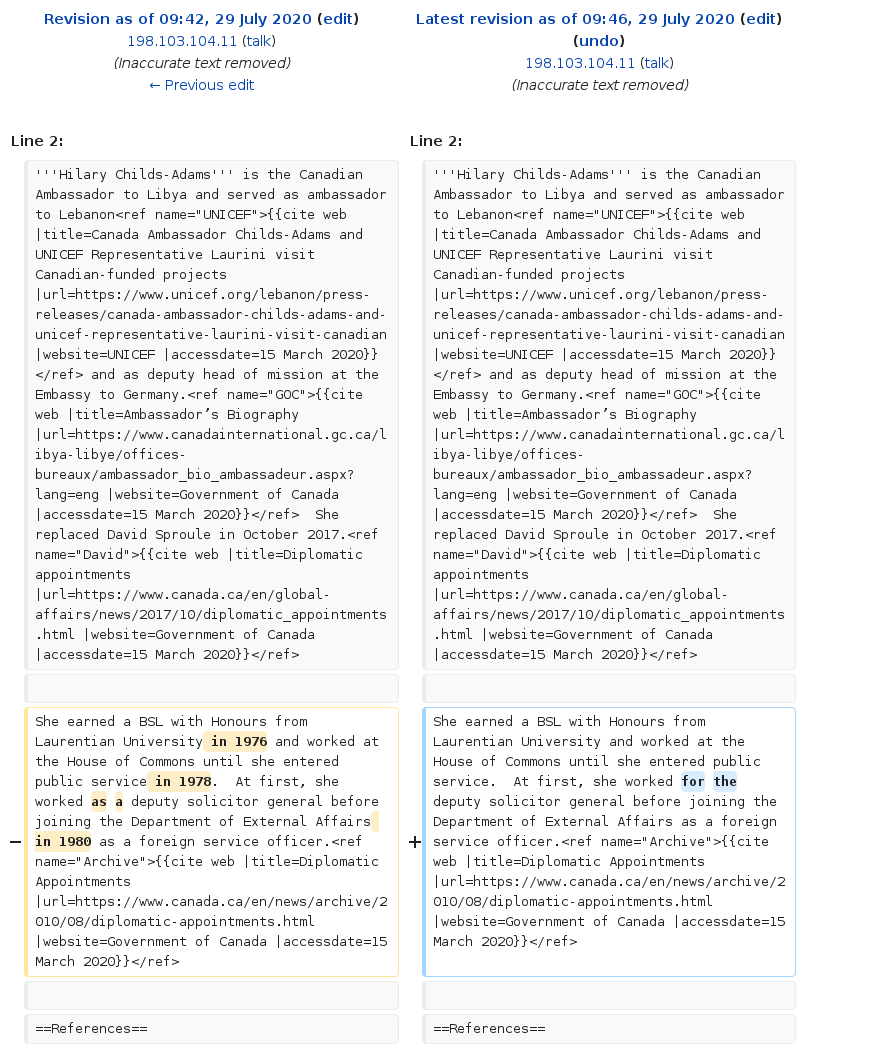 Revision as of 09:42, 29 July 2020 (edit)
198.103.104.11 (talk)
(Inaccurate text removed)
← Previous edit
Latest revision as of 09:46, 29 July 2020 (edit)
(undo)
198.103.104.11 (talk)
(Inaccurate text removed)
Line 2:
'''Hilary Childs-Adams''' is the Canadian
Ambassador to Libya and served as ambassador
to Lebanon<ref name="UNICEF">{{cite web
|title=Canada Ambassador Childs-Adams and
UNICEF Representative Laurini visit
Canadian-funded projects
|url=https://www.unicef.org/lebanon/press-
releases/canada-ambassador-childs-adams-and-
unicef-representative-laurini-visit-canadian
|website=UNICEF |accessdate=15 March 2020}}
</ref> and as deputy head of mission at the
Embassy to Germany.<ref name="GOC">{{cite
web |title=Ambassador’s Biography
|url=https://www.canadainternational.gc.ca/l
ibya-libye/offices-
bureaux/ambassador_bio_ambassadeur.aspx?
lang=eng |website=Government of Canada
|accessdate=15 March 2020}}</ref>  She
replaced David Sproule in October 2017.<ref
name="David">{{cite web |title=Diplomatic
appointments
|url=https://www.canada.ca/en/global-
affairs/news/2017/10/diplomatic_appointments
.html |website=Government of Canada
|accessdate=15 March 2020}}</ref>
She earned a BSL with Honours from
Laurentian University in 1976 and worked at
the House of Commons until she entered
public service in 1978.  At first, she
worked as a deputy solicitor general before
joining the Department of External Affairs
− in 1980 as a foreign service officer.<ref
name="Archive">{{cite web |title=Diplomatic
Appointments
|url=https://www.canada.ca/en/news/archive/2
010/08/diplomatic-appointments.html
|website=Government of Canada |accessdate=15
March 2020}}</ref>
==References==
Line 2:
'''Hilary Childs-Adams''' is the Canadian
Ambassador to Libya and served as ambassador
to Lebanon<ref name="UNICEF">{{cite web
|title=Canada Ambassador Childs-Adams and
UNICEF Representative Laurini visit
Canadian-funded projects
|url=https://www.unicef.org/lebanon/press-
releases/canada-ambassador-childs-adams-and-
unicef-representative-laurini-visit-canadian
|website=UNICEF |accessdate=15 March 2020}}
</ref> and as deputy head of mission at the
Embassy to Germany.<ref name="GOC">{{cite
web |title=Ambassador’s Biography
|url=https://www.canadainternational.gc.ca/l
ibya-libye/offices-
bureaux/ambassador_bio_ambassadeur.aspx?
lang=eng |website=Government of Canada
|accessdate=15 March 2020}}</ref>  She
replaced David Sproule in October 2017.<ref
name="David">{{cite web |title=Diplomatic
appointments
|url=https://www.canada.ca/en/global-
affairs/news/2017/10/diplomatic_appointments
.html |website=Government of Canada
|accessdate=15 March 2020}}</ref>
She earned a BSL with Honours from
Laurentian University and worked at the
House of Commons until she entered public
service.  At first, she worked for the
deputy solicitor general before joining the
Department of External Affairs as a foreign
+ service officer.<ref name="Archive">{{cite
web |title=Diplomatic Appointments
|url=https://www.canada.ca/en/news/archive/2
010/08/diplomatic-appointments.html
|website=Government of Canada |accessdate=15
March 2020}}</ref>
==References==